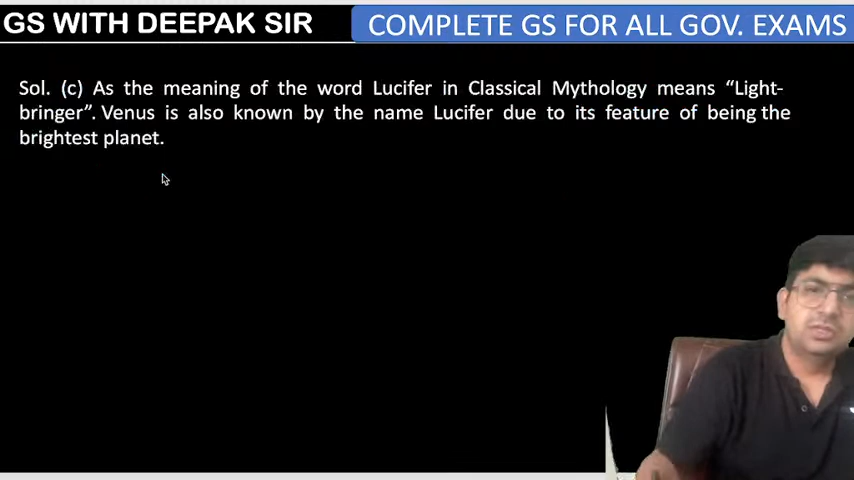 GS WITH DEEPAK SIR
COMPLETE GS FOR ALL GOV. EXAMS
Sol. (c) As the meaning of the word Lucifer in Classical Mythology means “Light-
bringer”. Venus is also known by the name Lucifer due to its feature of being the
brightest planet.